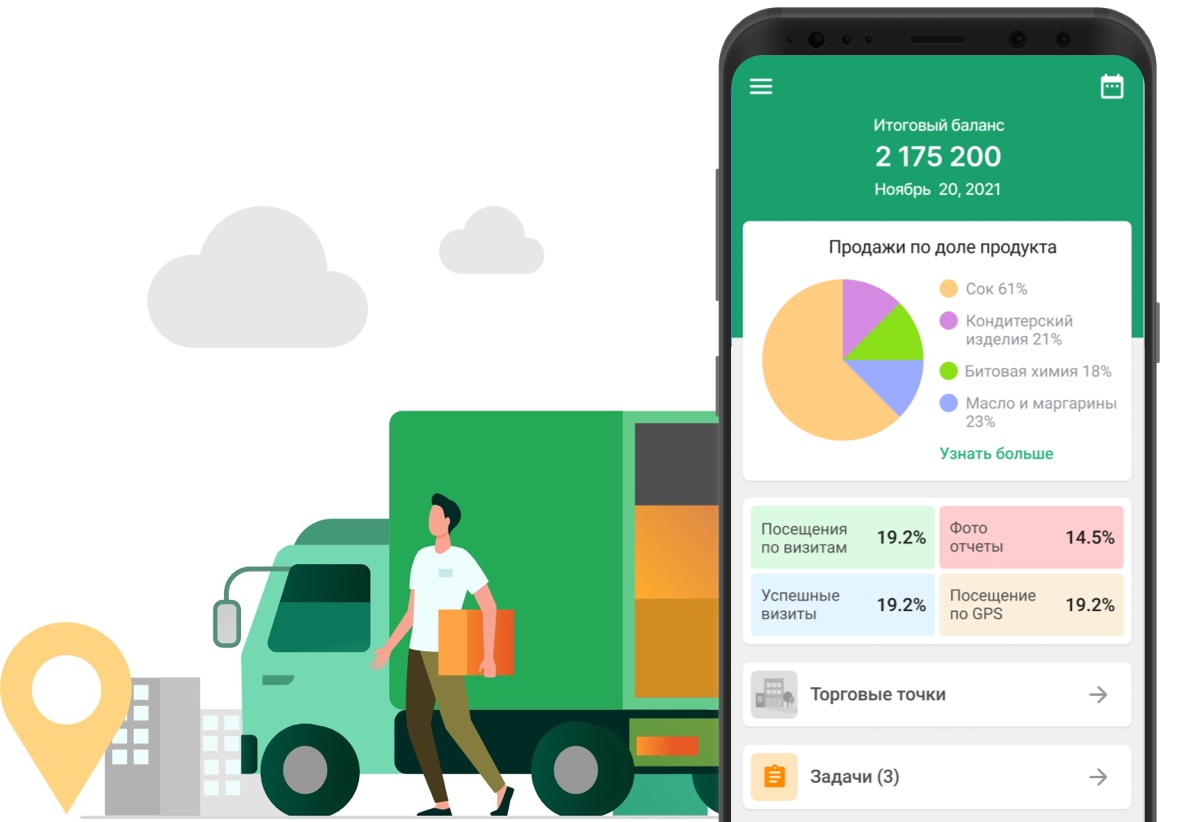 Итоговый баланс
2 175 200
Ноябрь 20, 2021
Продажи по доле продукта
Сок 61%
Кондитерский
изделия 21%
Битовая химия 18%
Масло и маргарины
23%
Узнать больше
Посещения
по визитам
19.2%
Фото
отчеты
14.5%
Успешные
визиты
19.2%
Посещение
по GPS
19.2%
Торговые точки
Задачи (3)